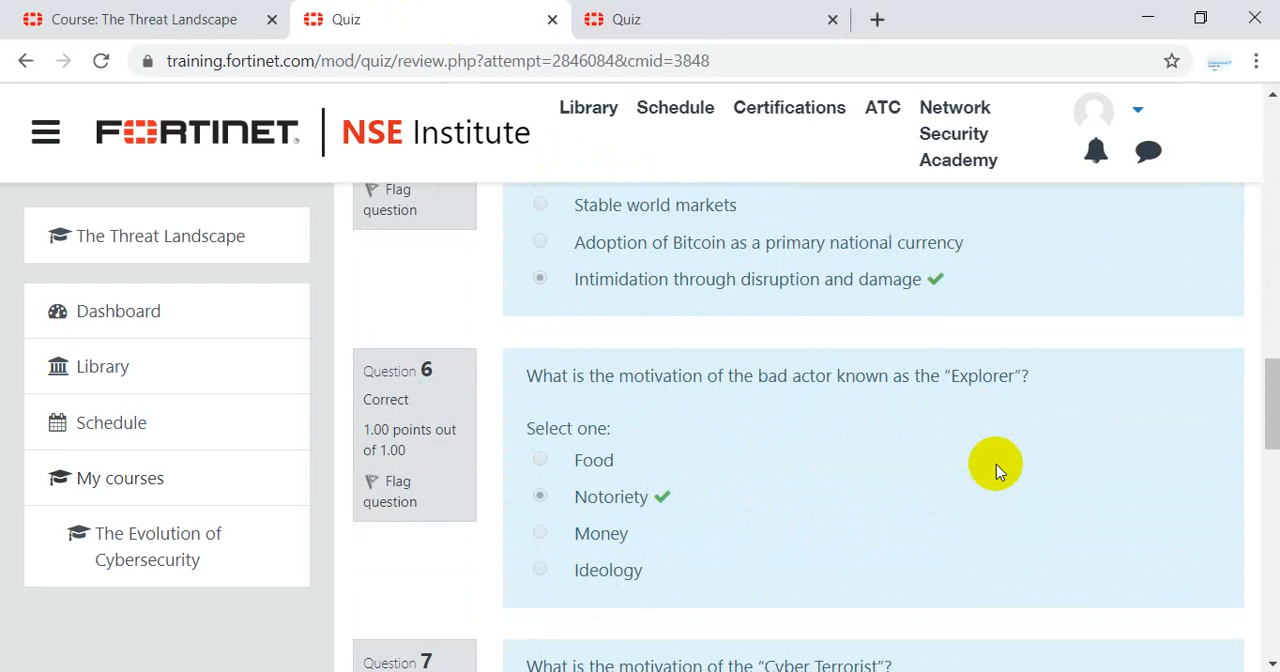 Course: The Threat Landscape
Quiz
Quiz
training.fortinet.com/mod/quiz/review.php?attempt=2846084&cmid=3848
FORTINET
NSE Institute
Library
Schedule
Certifications
ATC
Network
Security
Academy
The Threat Landscape
Dashboard
Library
Schedule
My courses
The Evolution of
Cybersecurity
Flag
question
Stable world markets
Adoption of Bitcoin as a primary national currency
Intimidation through disruption and damage
Question 6
Correct
1.00 points out
of 1.00
Flag
question
What is the motivation of the bad actor known as the “Explorer”?
Select one:
Food
Notoriety
Money
Ideology
Question 7
What is the motivation of the “Cyber Terrorist”?